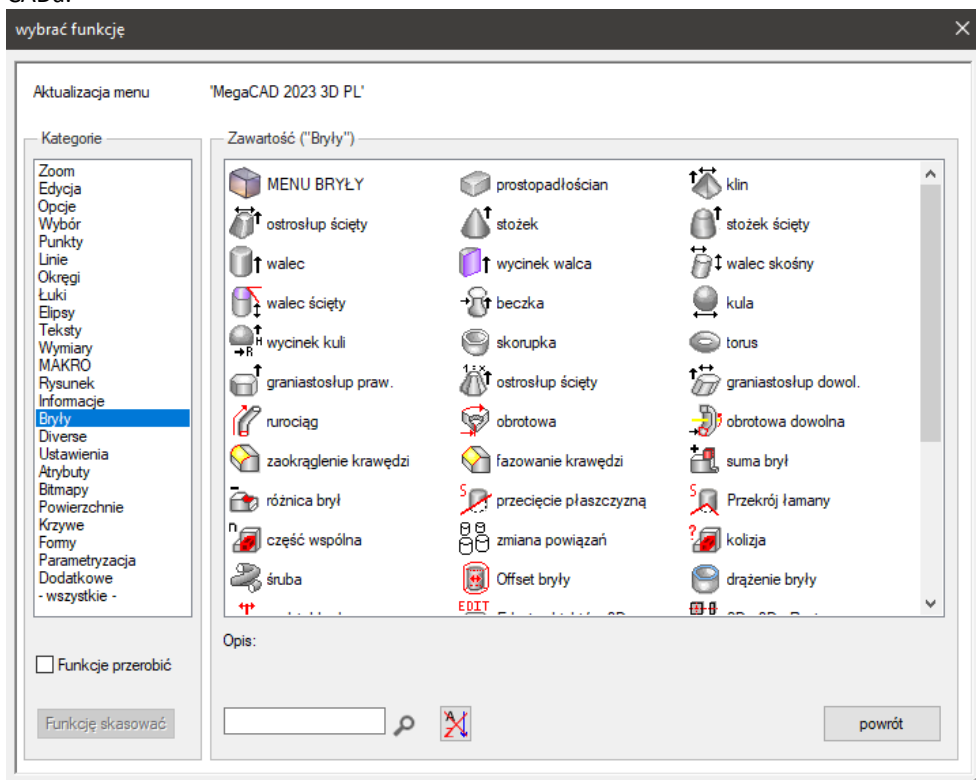 wybrać funkcję
Aktualizacja menu 'MegaCAD 2023 3D PL'
Kategorie
Zoom
Edycja
Opcje
Wybór
Punkty
Linie
Okręgi
Łuki
Elipsy
Teksty
Wymiary
MAKRO
Rysunek
Informacje
Bryły
Diverse
Ustawienia
Atrybuty
Bitmapy
Powierzchnie
Krzywe
Formy
Parametryzacja
Dodatkowe
- wszystkie -
Funkcje przerobić
Funkcję skasować
Zawartość ("Bryły")
MENU BRYŁY prostopadłościan klin
ostrosłup ścięty stożek stożek ścięty
walec wycinek walca walec skośny
walec ścięty beczka kula
wycinek kuli skorupka torus
graniastosłup praw. ostrosłup ścięty graniastosłup dowol.
rurociąg obrotowa obrotowa dowolna
zaokrąglenie krawędzi fazowanie krawędzi suma brył
różnica brył przecięcie płaszczyzną Przekrój łamany
część wspólna zmiana powiązań kolizja
śruba Offset bryły drążenie bryły
EDIT
Opis:
powrót